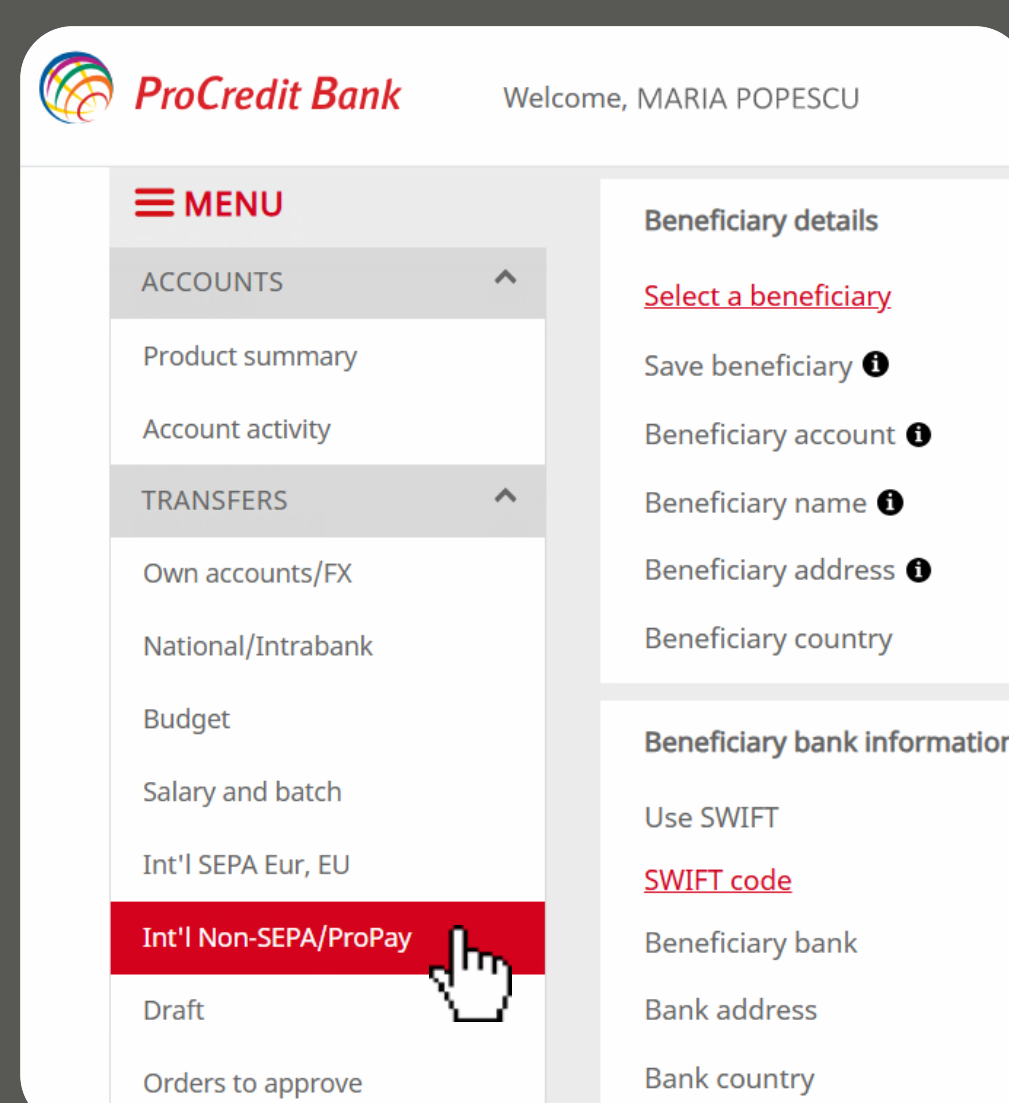 ProCredit Bank
Welcome, MARIA POPESCU
MENU
ACCOUNTS
Product summary
Account activity
TRANSFERS
Own accounts/FX
National/Intrabank
Budget
Salary and batch
Int'l SEPA Eur, EU
Int'l Non-SEPA/ProPay
Draft
Orders to approve
Beneficiary details
Select a beneficiary
Save beneficiary
Beneficiary account
Beneficiary name
Beneficiary address
Beneficiary country
Beneficiary bank information
Use SWIFT
SWIFT code
Beneficiary bank
Bank address
Bank country